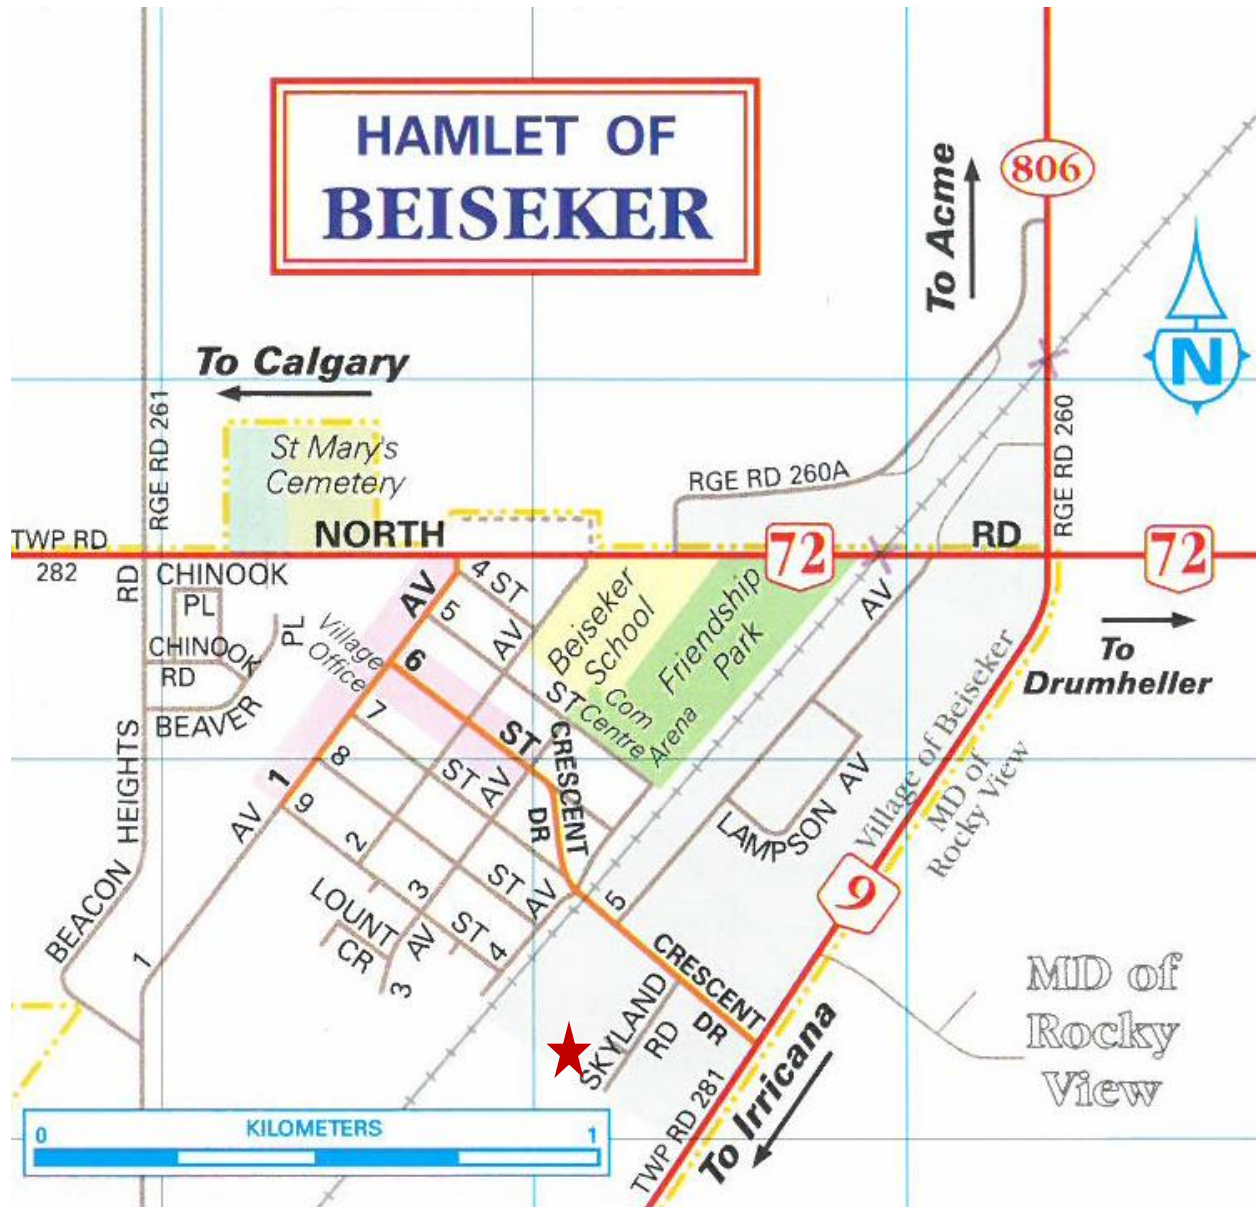 HAMLET OF
BEISEKER
806
To Acme
N
To Calgary
RGE RD 261
St Mary's
Cemetery
RGE RD 260A
RGE RD 260
TWP RD
282
NORTH
72
RD
72
RD
CHINOOK
PL
CHINOOK
RD
BEAVER
PL
HEIGHTS
BEACON
Village
Office
AV
1
AV
1
4 ST
5
6
7
8
9
AV
ST
ST
ST
AV
ST
AV
ST
2
3
4
AV
3
LOUNT
CR
CRESCENT
DR
Beiseker
School
Com
Centre
Arena
Friendship
Park
AV
5
LAMPSON AV
Village of Beiseker
MD of
Rocky View
To
Drumheller
9
CRESCENT
DR
SKYLAND
RD
TWP RD 281
To Irricana
MD of
Rocky
View
KILOMETERS
0
1